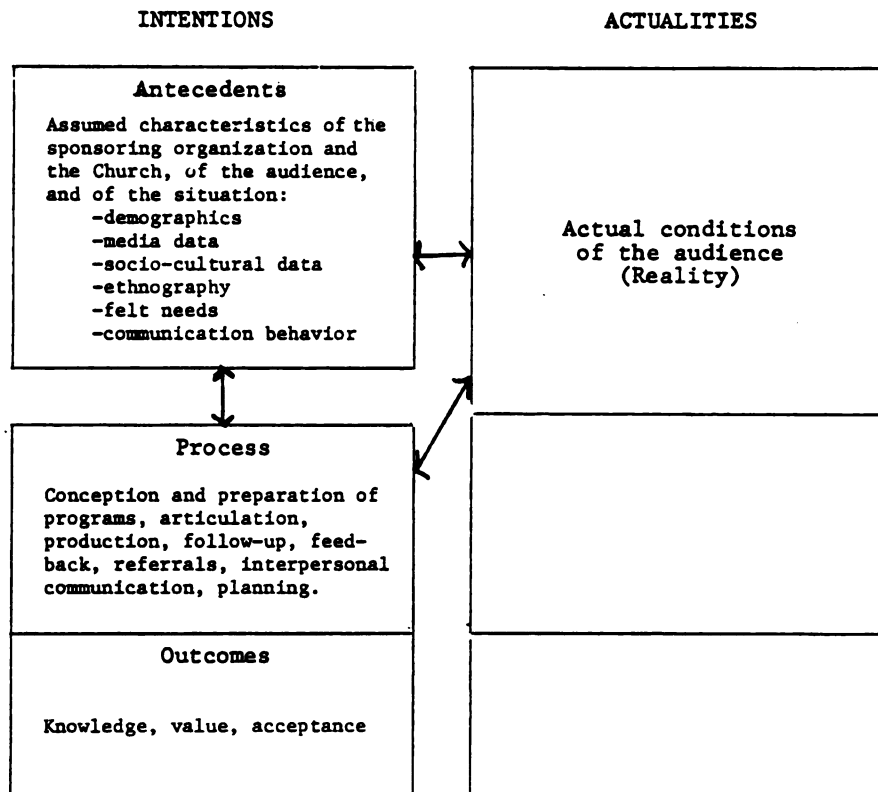 INTENTIONS
ACTUALITIES
Antecedents
Assumed characteristics of the
sponsoring organization and
the Church, of the audience,
and of the situation:
-demographics
-media data
-socio-cultural data
-ethnography
-felt needs
-communication behavior
Actual conditions
of the audience
(Reality)
Process
Conception and preparation of
programs, articulation,
production, follow-up, feed-
back, referrals, interpersonal
communication, planning.
Outcomes
Knowledge, value, acceptance